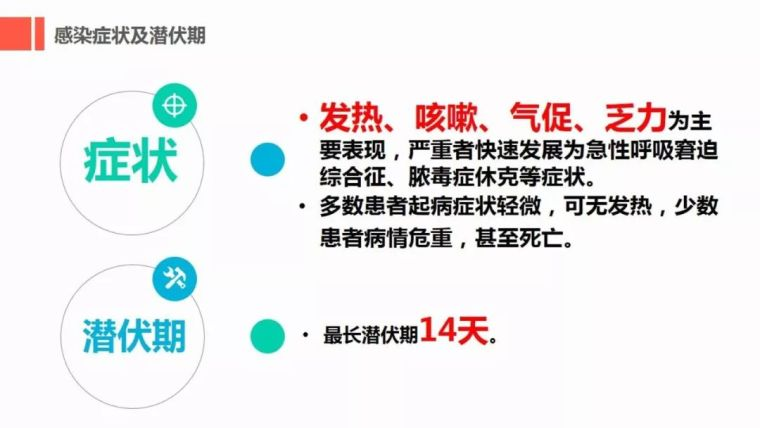 感染症状及潜伏期
症状
• 发热、咳嗽、气促、乏力为主
要表现，严重者快速发展为急性呼吸窘迫
综合征、脓毒症休克等症状。
• 多数患者起病症状轻微，可无发热，少数
患者病情危重，甚至死亡。
潜伏期
• 最长潜伏期14天。